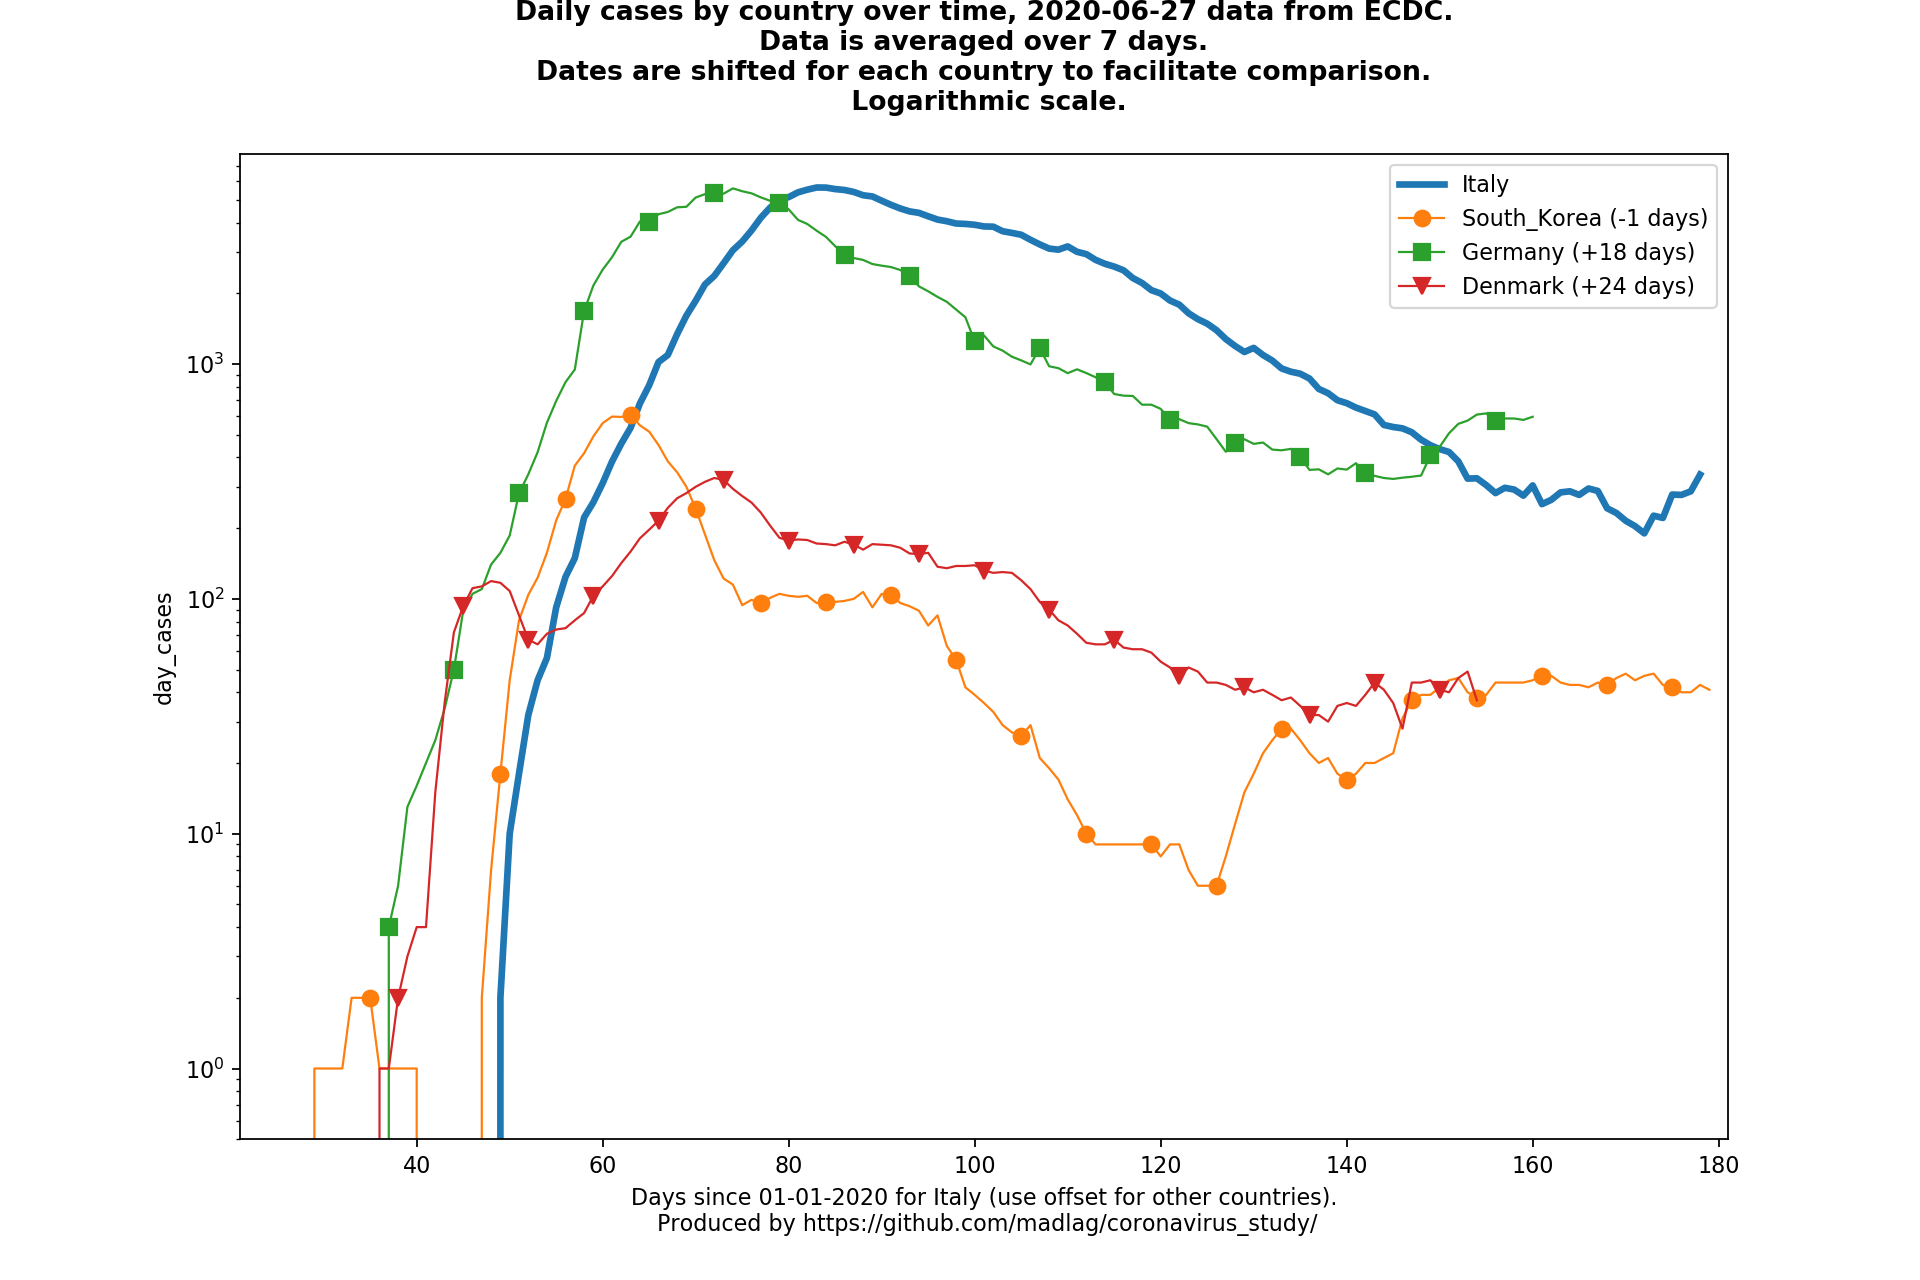 Daily cases by country over time, 2020-06-27 data from ECDC.
Data is averaged over 7 days.
Dates are shifted for each country to facilitate comparison.
Logarithmic scale.
Italy
South_Korea (-1 days)
Germany (+18 days)
Denmark (+24 days)
day_cases
10³
10²
10¹
10⁰
40 60 80 100 120 140 160 180
Days since 01-01-2020 for Italy (use offset for other countries).
Produced by https://github.com/madlag/coronavirus_study/